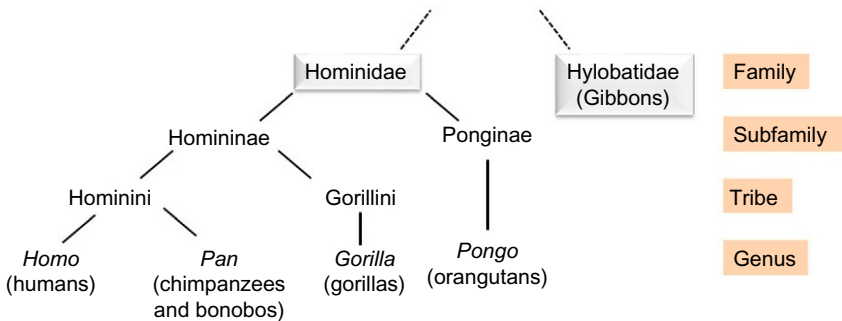 Hominidae
Hylobatidae
(Gibbons)
Family
Homininae
Ponginae
Subfamily
Hominini
Gorillini
Tribe
Homo
(humans)
Pan
(chimpanzees
and bonobos)
Gorilla
(gorillas)
Pongo
(orangutans)
Genus